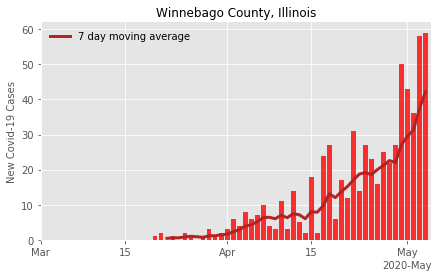 Winnebago County, Illinois
7 day moving average
New Covid-19 Cases
60
50
40
30
20
10
0
Mar 15 Apr 15 May
2020-May